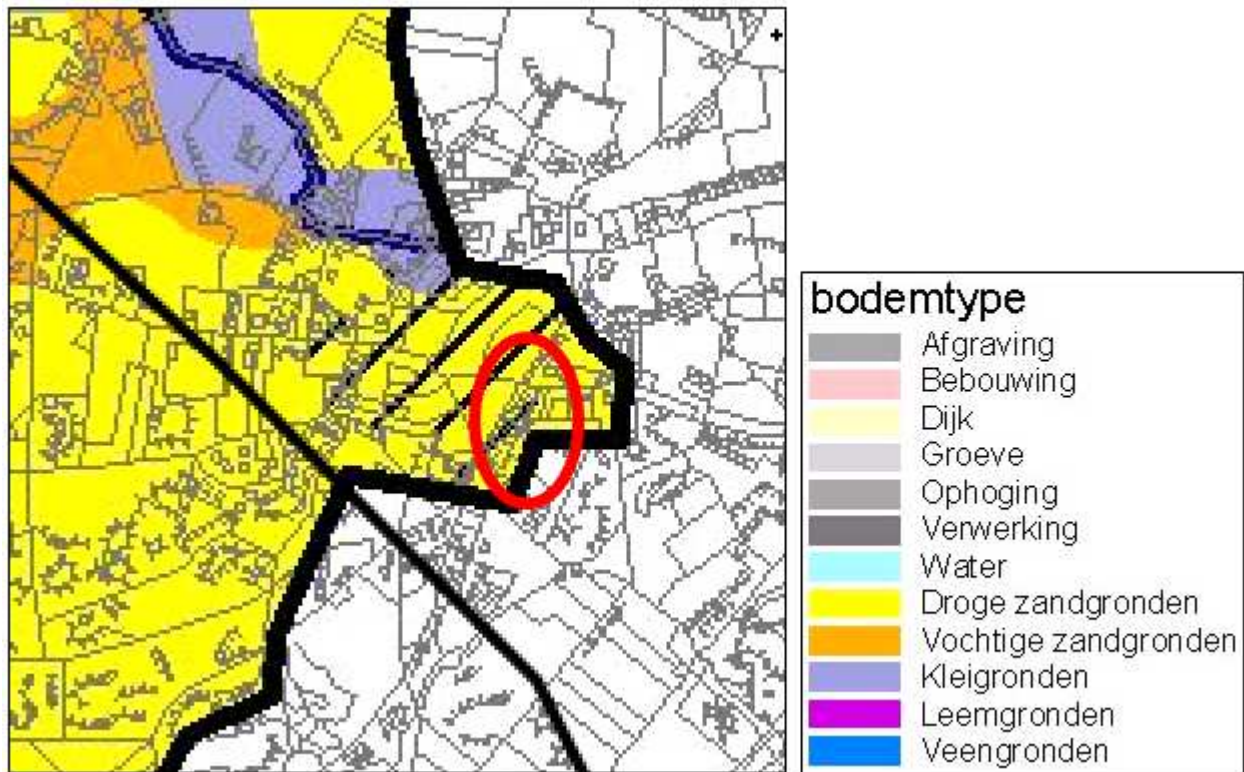 bodemtype
Afgraving
Bebouwing
Dijk
Groeve
Ophoging
Verwerking
Water
Droge zandgronden
Vochtige zandgronden
Kleigronden
Leemgronden
Veengronden